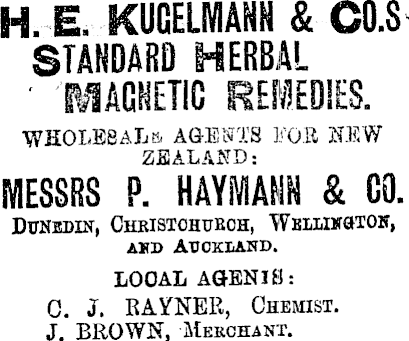 H. E. KUGELMANN & CO.S
STANDARD HERBAL
MAGNETIC REMEDIES.
WHOLESALE AGENTS FOR NEW
ZEALAND:
MESSRS P. HAYMANN & CO.
DUNEDIN, CHRISTCHURCH, WELLINGTON,
AND AUCKLAND.
LOCAL AGENTS:
C. J. RAYNER, CHEMIST.
J. BROWN, MERCHANT.